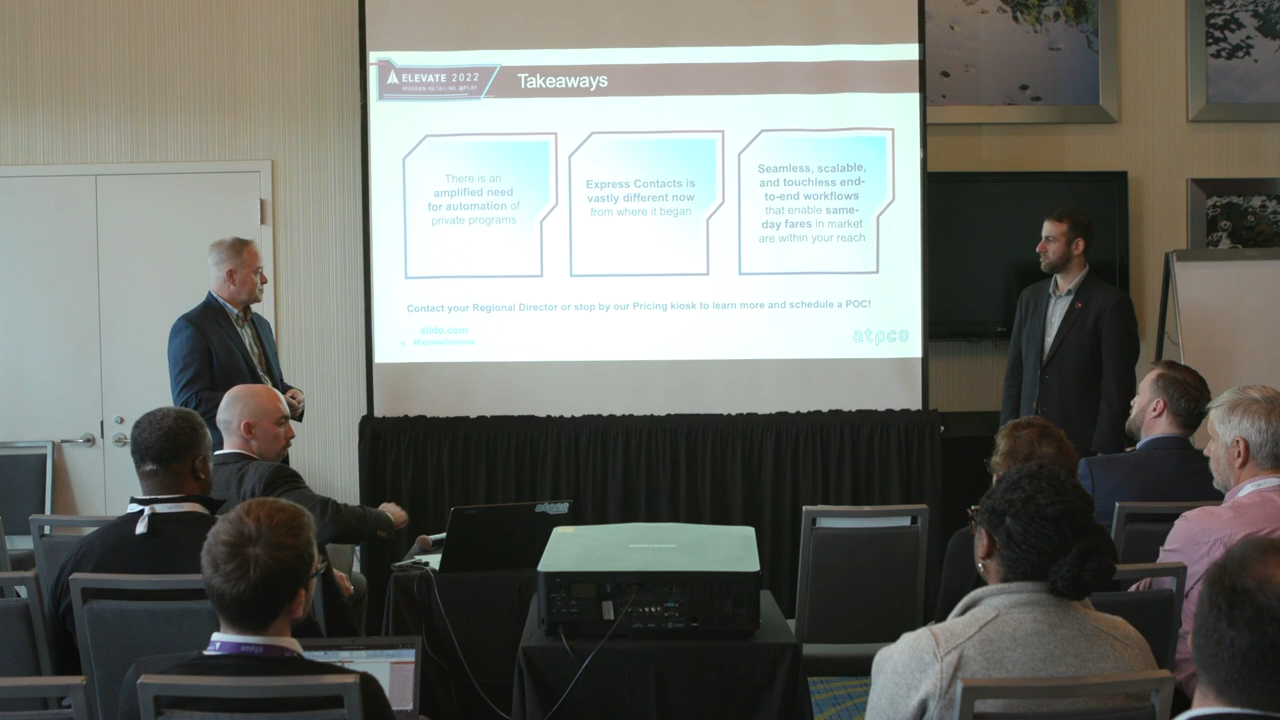 ELEVATE 2022
MODERN RETAILING @PLAY
Takeaways
There is an
amplified need
for automation of
private programs
Express Contacts is
vastly different now
from where it began
Seamless, scalable,
and touchless end-
to-end workflows
that enable same-
day fares in market
are within your reach
Contact your Regional Director or stop by our Pricing kiosk to learn more and schedule a POC!
slido.com
#ExpressContracts
atpco
atpco